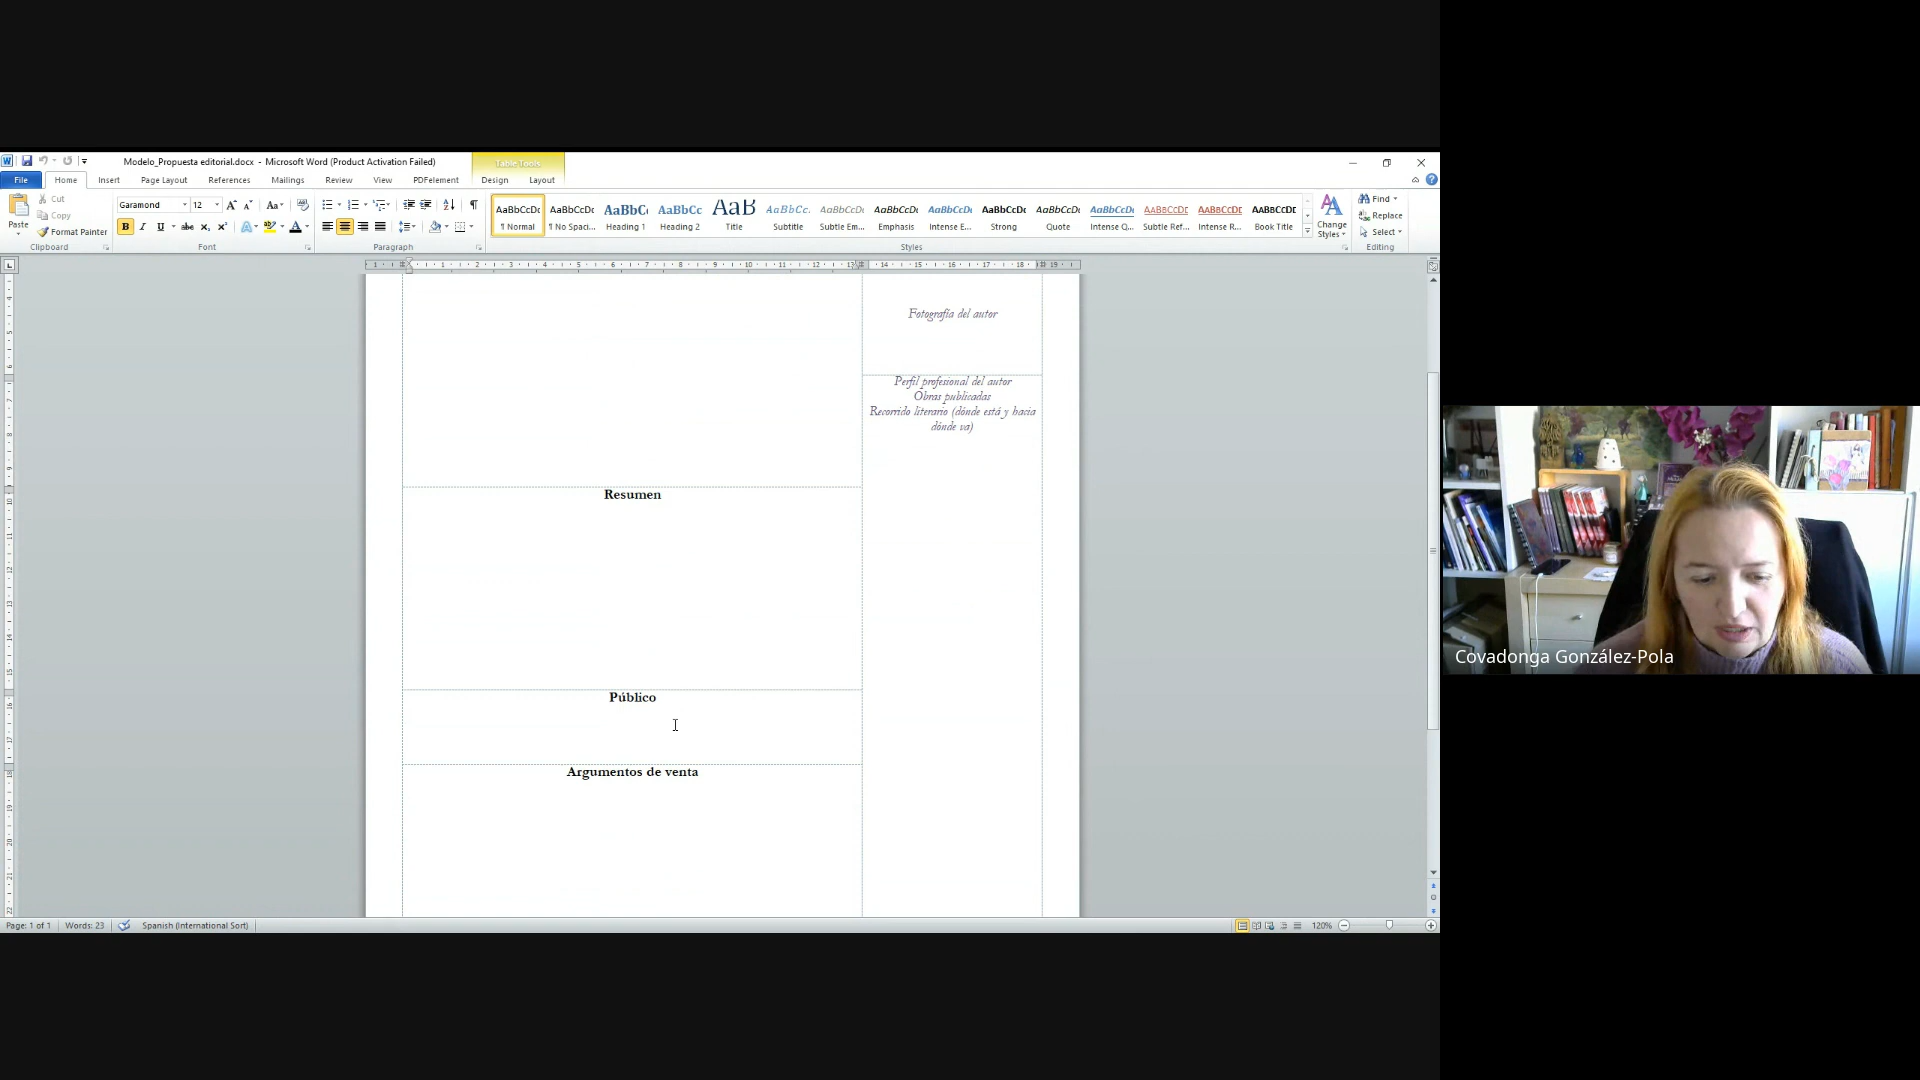 Modelo_Propuesta editorial.docx - Microsoft Word (Product Activation Failed)
Table Tools
File Home Insert Page Layout References Mailings Review View PDFelement Design Layout
Paste
Cut
Copy
Format Painter
Clipboard
Garamond 12
Font
Paragraph
AaBbCcDc AaBbCcDc AaBbC AaBbCc AaB AaBbCc. AaBbCcDc AaBbCcDc AaBbCcDc AaBbCcDc AaBbCcDc AaBbCcDc AaBbCcDc AaBbCcDc AaBbCcDc
¶ Normal ¶ No Spaci... Heading 1 Heading 2 Title Subtitle Subtle Em... Emphasis Intense E... Strong Quote Intense Q... Subtle Ref... Intense R... Book Title
Styles
Change
Styles
Find
Replace
Select
Editing
Fotografía del autor
Perfil profesional del autor
Obras publicadas
Recorrido literario (dónde está y hacia
dónde va)
Resumen
Público
Argumentos de venta
Page: 1 of 1 Words: 23 Spanish (International Sort) 120%
Covadonga González-Pola